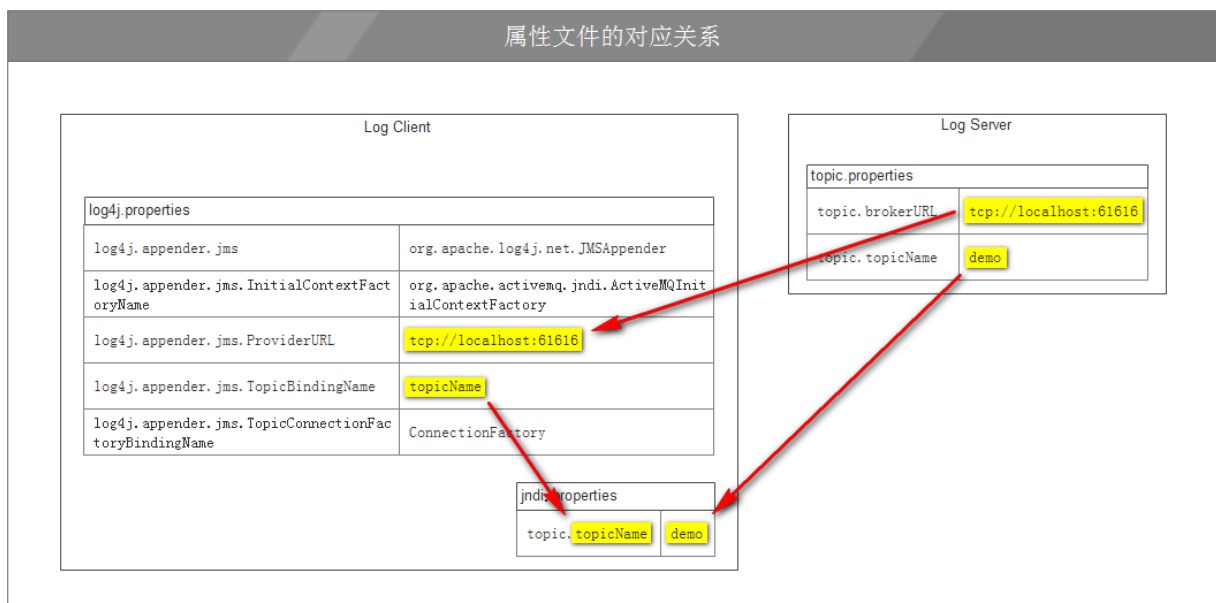 属性文件的对应关系
Log Client
log4j.properties
log4j.appender.jms
org.apache.log4j.net.JMSAppender
log4j.appender.jms.InitialContextFact
oryName
org.apache.activemq.jndi.ActiveMQInit
ialContextFactory
log4j.appender.jms.ProviderURL
tcp://localhost:61616
log4j.appender.jms.TopicBindingName
topicName
log4j.appender.jms.TopicConnectionFac
toryBindingName
ConnectionFactory
jndi.properties
topic.topicName
demo
Log Server
topic.properties
topic.brokerURL
tcp://localhost:61616
topic.topicName
demo